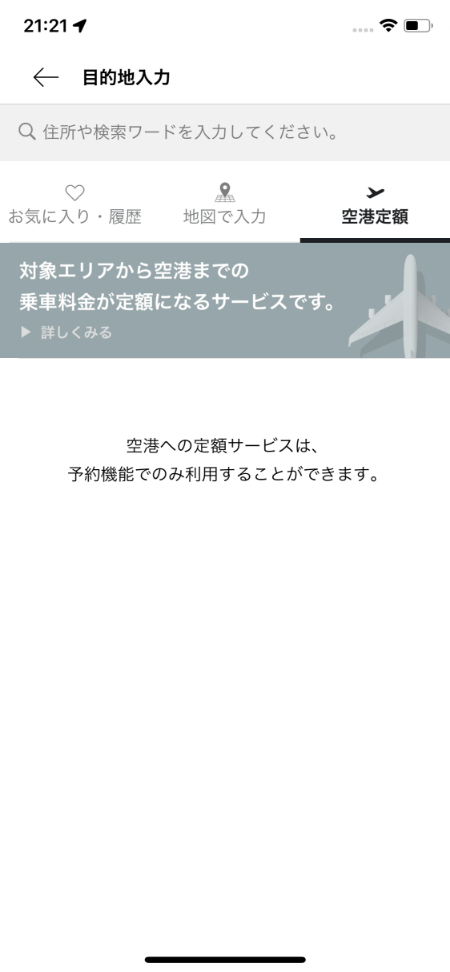 21:21
目的地入力
住所や検索ワードを入力してください。
お気に入り・履歴
地図で入力
空港定額
対象エリアから空港までの
乗車料金が定額になるサービスです。
▶ 詳しくみる
空港への定額サービスは、
予約機能でのみ利用することができます。